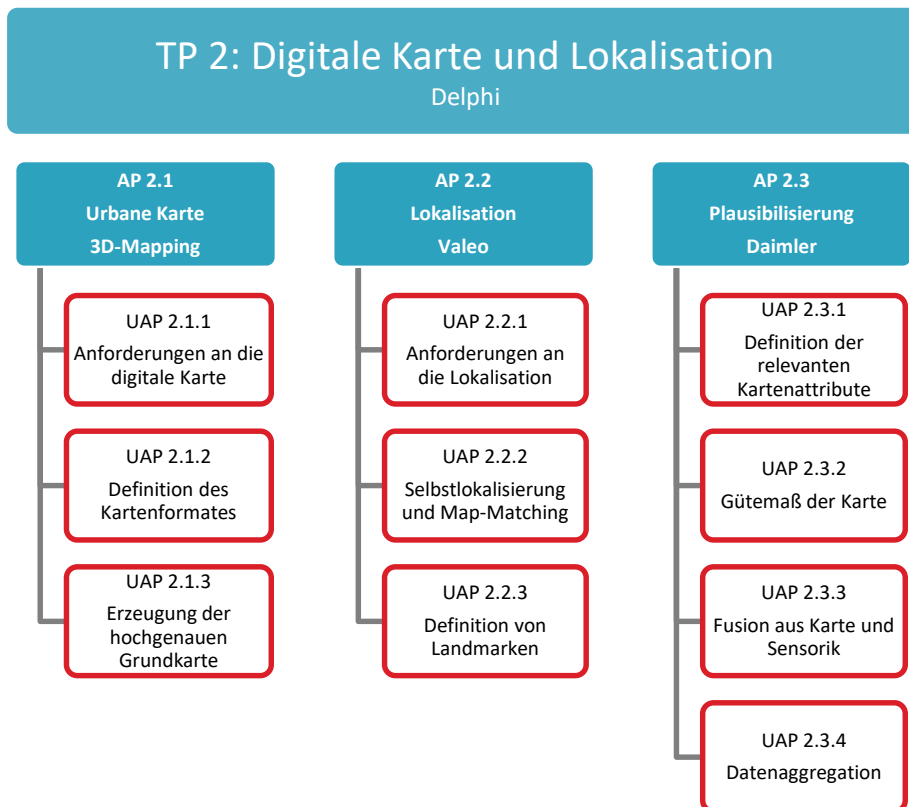 TP 2: Digitale Karte und Lokalisation
Delphi
AP 2.1
Urbane Karte
3D-Mapping
UAP 2.1.1
Anforderungen an die
digitale Karte
UAP 2.1.2
Definition des
Kartenformates
UAP 2.1.3
Erzeugung der
hochgenauen
Grundkarte
AP 2.2
Lokalisation
Valeo
UAP 2.2.1
Anforderungen an
die Lokalisation
UAP 2.2.2
Selbstlokalisierung
und Map-Matching
UAP 2.2.3
Definition von
Landmarken
AP 2.3
Plausibilisierung
Daimler
UAP 2.3.1
Definition der
relevanten
Kartenattribute
UAP 2.3.2
Gütemaß der Karte
UAP 2.3.3
Fusion aus Karte und
Sensorik
UAP 2.3.4
Datenaggregation